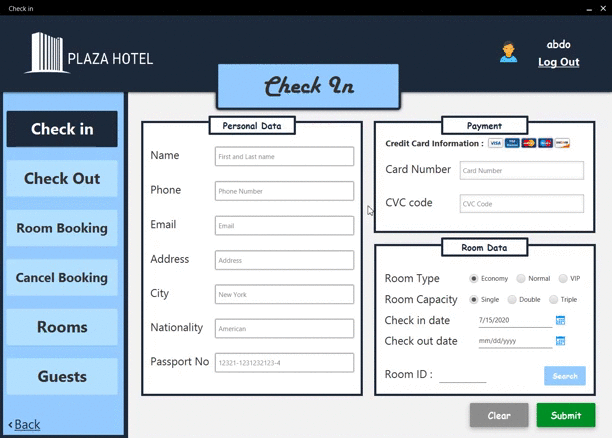 Check in
PLAZA HOTEL
abdo
Log Out
Check In
Check in
Check Out
Room Booking
Cancel Booking
Rooms
Guests
Back
Personal Data
Name First and Last name
Phone Phone Number
Email Email
Address Address
City New York
Nationality American
Passport No 12321-1231232123-4
Payment
Credit Card Information : VISA
Card Number Card Number
CVC code CVC Code
Room Data
Room Type Economy Normal VIP
Room Capacity Single Double Triple
Check in date 7/15/2020
Check out date mm/dd/yyyy
Room ID : Search
Clear Submit